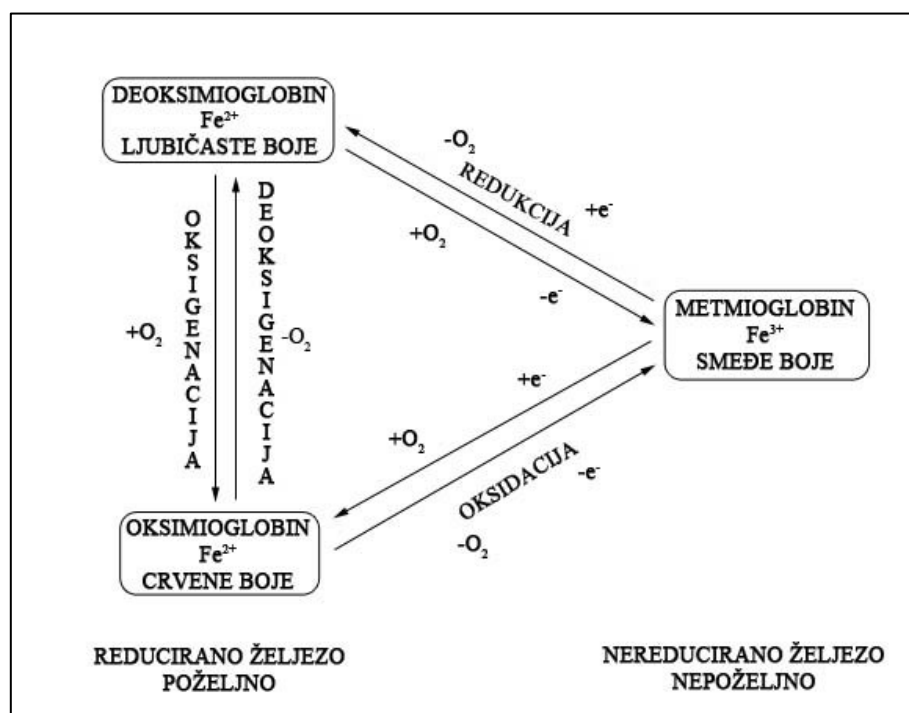 DEOKSIMIOGLOBIN
Fe²⁺
LJUBIČASTE BOJE
-O₂
REDUKCIJA
+e⁻
+O₂
-e⁻
OKSIGENACIJA
DEOKSIGENACIJA
+O₂
-O₂
METMIOGLOBIN
Fe³⁺
SMEĐE BOJE
+e⁻
+O₂
OKSIDACIJA
-e⁻
-O₂
OKSIMIOGLOBIN
Fe²⁺
CRVENE BOJE
REDUCIRANO ŽELJEZO
POŽELJNO
NEREDUCIRANO ŽELJEZO
NEPOŽELJNO